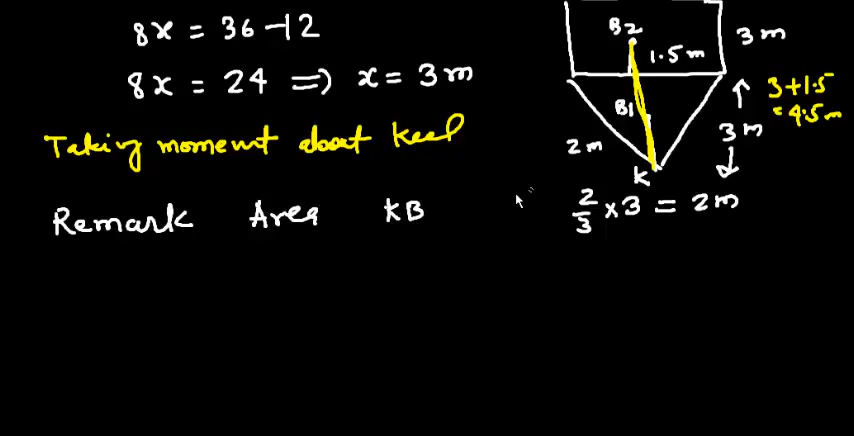 8x = 36-12
8x = 24 => x = 3m
Taking moment about keel
Remark Area KB
B2
1.5m
3m
B1
2m
K
3m
3+1.5
= 4.5m
2/3 × 3 = 2m